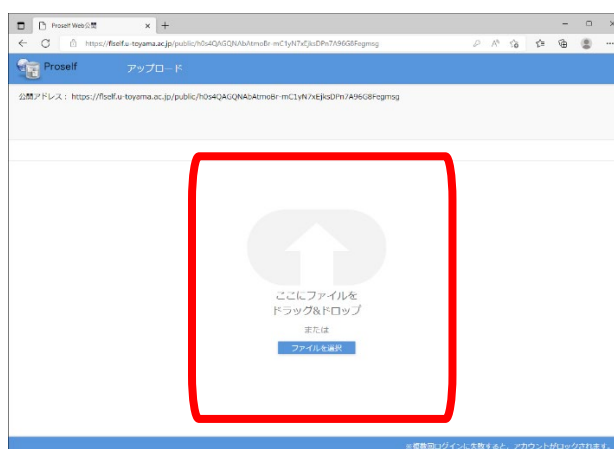 Proself Web公開
https://flself.u-toyama.ac.jp/public/h0s4QAGQNAbAtmoBr-mC1yN7xEjksDPn7A96G8Fegmsg
Proself
アップロード
公開アドレス： https://flself.u-toyama.ac.jp/public/h0s4QAGQNAbAtmoBr-mC1yN7xEjksDPn7A96G8Fegmsg
ここにファイルを
ドラッグ&ドロップ
または
ファイルを選択
※複数回ログインに失敗すると、アカウントがロックされます。